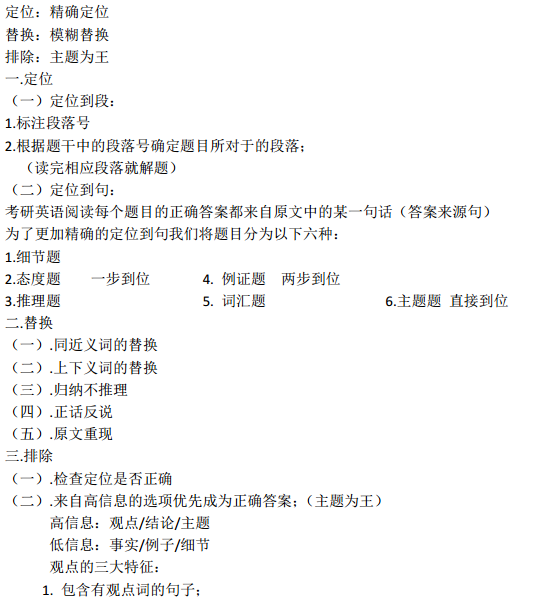 定位：精确定位
替换：模糊替换
排除：主题为王
一.定位
（一）定位到段：
1.标注段落号
2.根据题干中的段落号确定题目所对于的段落；
（读完相应段落就解题）
（二）定位到句：
考研英语阅读每个题目的正确答案都来自原文中的某一句话（答案来源句）
为了更加精确的定位到句我们将题目分为以下六种：
1.细节题
2.态度题 一步到位 4. 例证题 两步到位
3.推理题 5. 词汇题 6.主题题 直接到位
二.替换
（一）.同近义词的替换
（二）.上下义词的替换
（三）.归纳不推理
（四）.正话反说
（五）.原文重现
三.排除
（一）.检查定位是否正确
（二）.来自高信息的选项优先成为正确答案；（主题为王）
高信息：观点/结论/主题
低信息：事实/例子/细节
观点的三大特征：
1. 包含有观点词的句子；